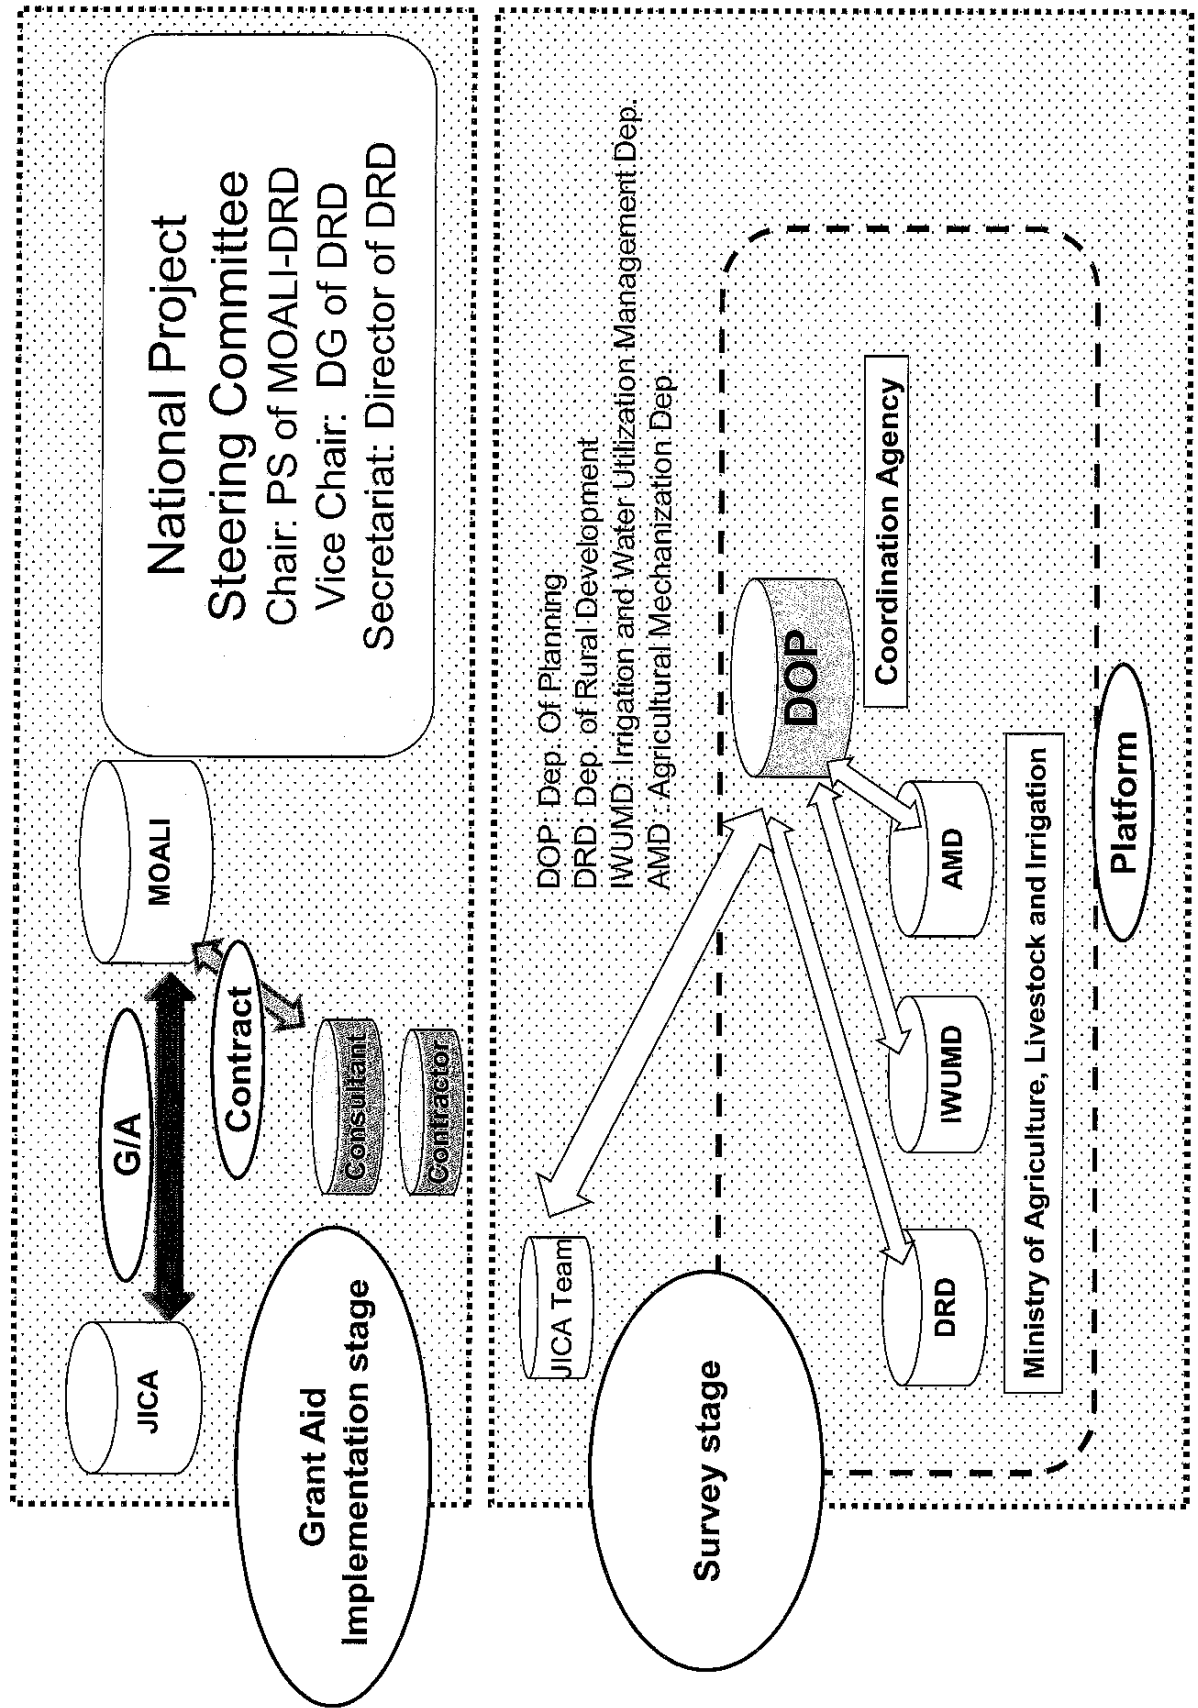 Grant Aid
Implementation stage
JICA
G/A
MOALI
Contract
Consultant
Contractor
National Project
Steering Committee
Chair: PS of MOALI-DRD
Vice Chair: DG of DRD
Secretariat: Director of DRD
Survey stage
JICA Team
DOP: Dep. Of Planning
DRD: Dep of Rural Development
IWUMD: Irrigation and Water Utilization Management Dep.
AMD : Agricultural Mechanization Dep.
DOP
Coordination Agency
DRD
IWUMD
AMD
Ministry of Agriculture, Livestock and Irrigation
Platform